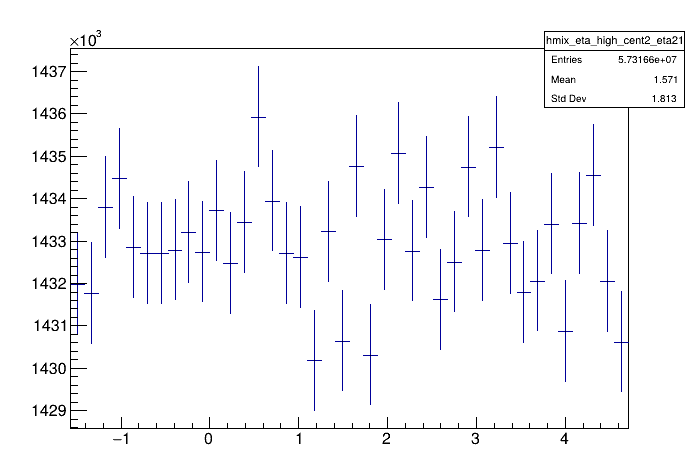 ×10³
hmix_eta_high_cent2_eta21
Entries 5.73166e+07
Mean 1.571
Std Dev 1.813
1437
1436
1435
1434
1433
1432
1431
1430
1429
−1 0 1 2 3 4